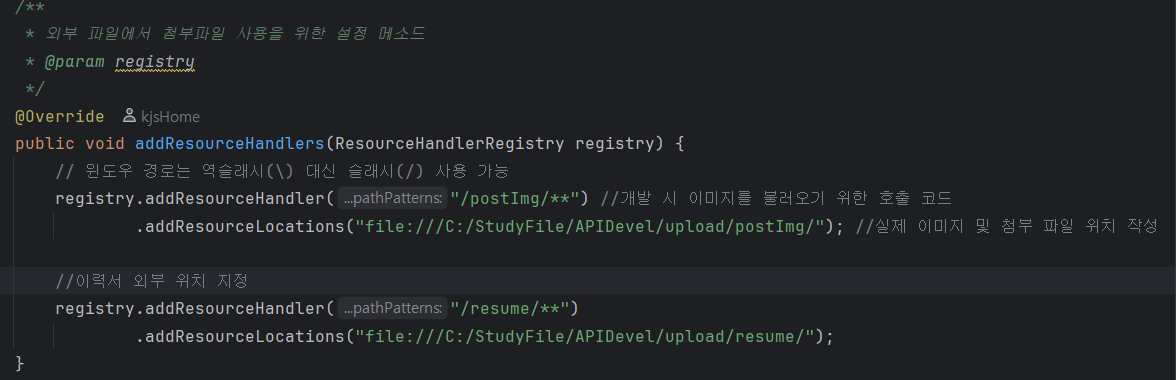 /**
* 외부 파일에서 첨부파일 사용을 위한 설정 메소드
* @param registry
*/
@Override kjsHome
public void addResourceHandlers(ResourceHandlerRegistry registry) {
// 윈도우 경로는 역슬래시(\) 대신 슬래시(/) 사용 가능
registry.addResourceHandler( ...pathPatterns: "/postImg/**") //개발 시 이미지를 불러오기 위한 호출 코드
.addResourceLocations("file:///C:/StudyFile/APIDevel/upload/postImg/"); //실제 이미지 및 첨부 파일 위치 작성
//이력서 외부 위치 지정
registry.addResourceHandler( ...pathPatterns: "/resume/**")
.addResourceLocations("file:///C:/StudyFile/APIDevel/upload/resume/");
}